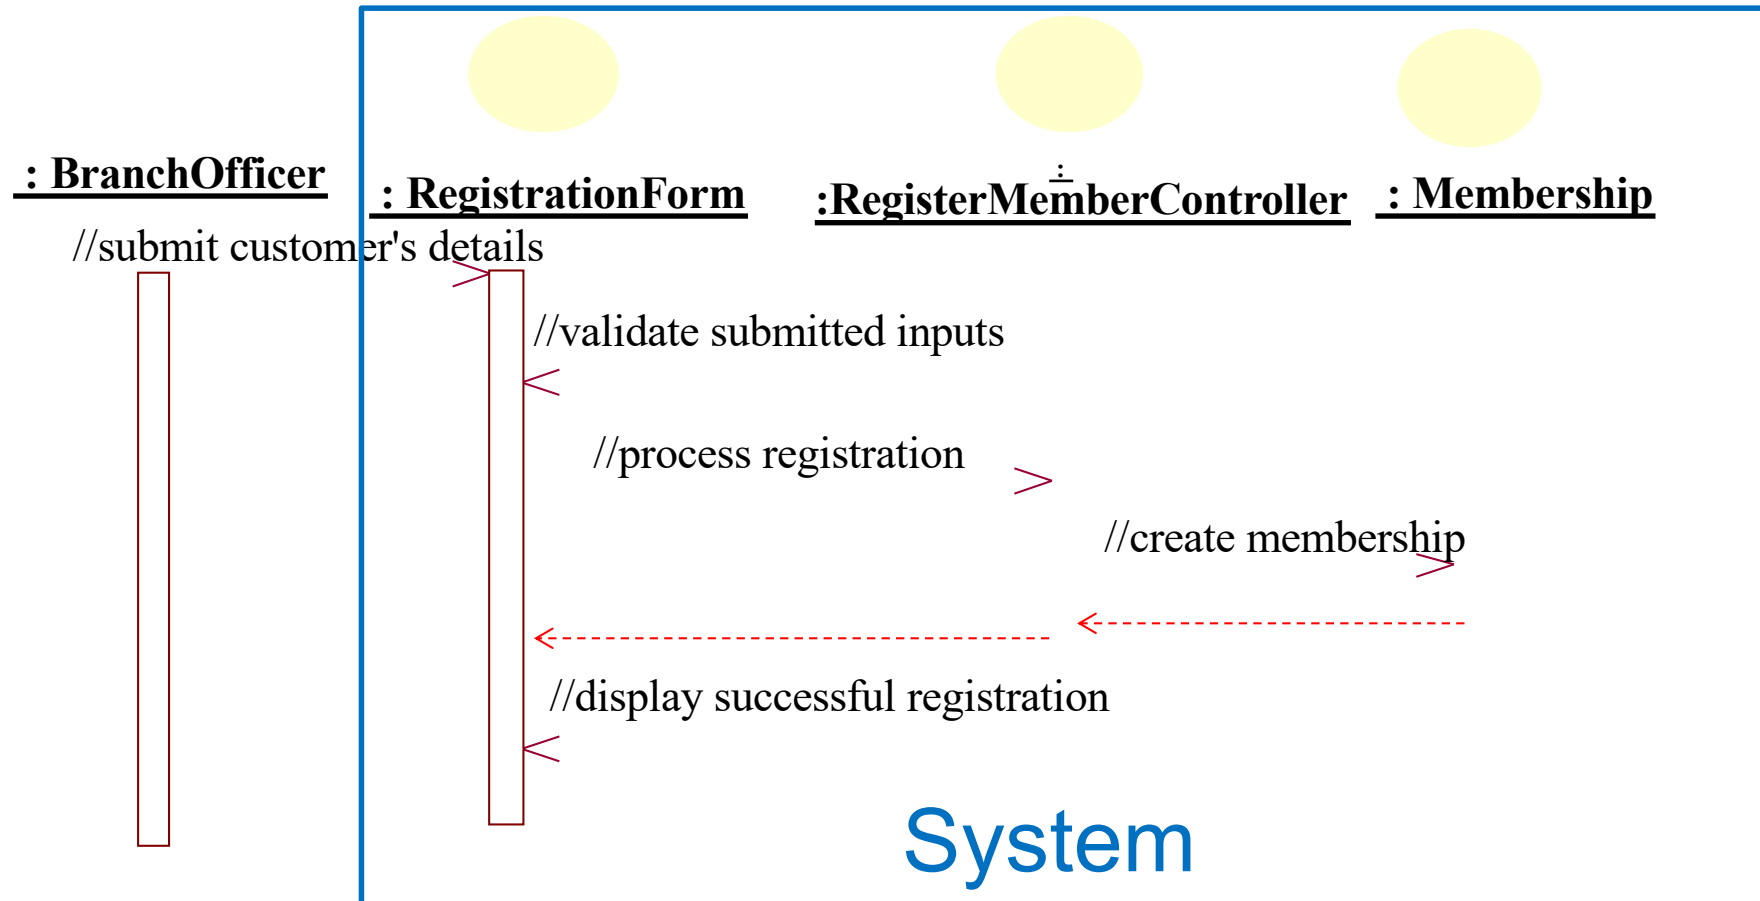 : BranchOfficer
: RegistrationForm
:
:RegisterMemberController
: Membership
//submit customer's details
//validate submitted inputs
//process registration
//create membership
//display successful registration
System